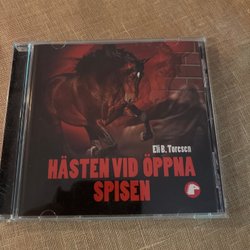 Eli B. Toresen
HÄSTEN VID ÖPPNA
SPISEN